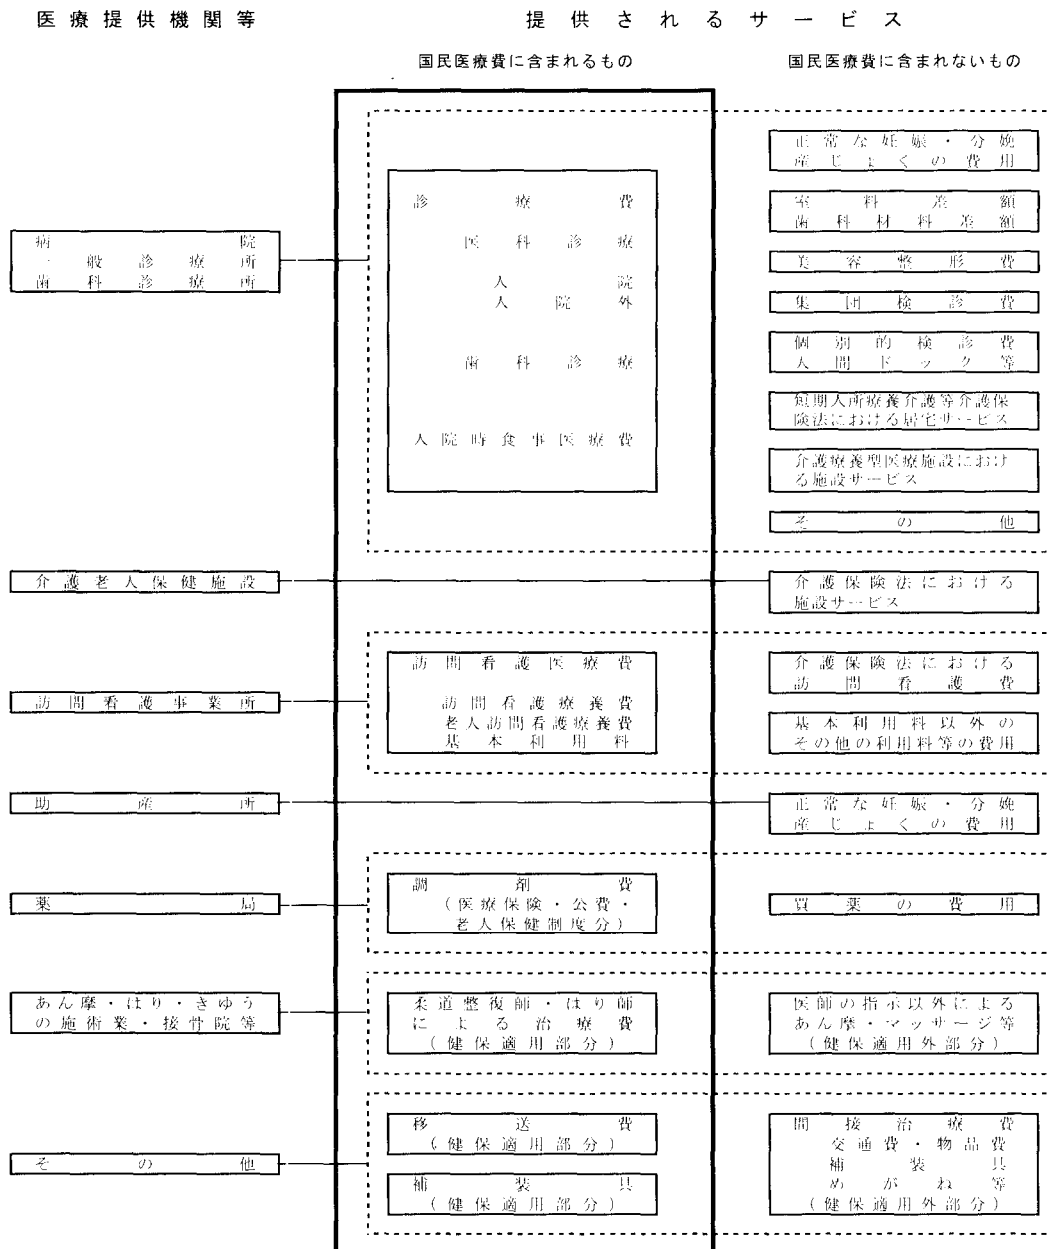 医療提供機関等
提供されるサービス
国民医療費に含まれるもの
国民医療費に含まれないもの
病院
一般診療所
歯科診療所
診療費
医科診療
入院
入院外
歯科診療
入院時食事医療費
正常な妊娠・分娩
産じょくの費用
室料差額
歯科材料差額
美容整形費
集団検診費
個別的検診費
人間ドック等
短期入所療養介護等介護保
険法における居宅サービス
介護療養型医療施設におけ
る施設サービス
その他
介護老人保健施設
介護保険法における
施設サービス
訪問看護事業所
訪問看護医療費
訪問看護療養費
老人訪問看護療養費
基本利用料
介護保険法における
訪問看護費
基本利用料以外の
その他の利用料等の費用
助産所
正常な妊娠・分娩
産じょくの費用
薬局
調剤費
(医療保険・公費・
老人保健制度分)
買薬の費用
あん摩・はり・きゆう
の施術業・接骨院等
柔道整復師・はり師
による治療費
(健保適用部分)
医師の指示以外による
あん摩・マッサージ等
(健保適用外部分)
その他
移送費
(健保適用部分)
補装具
(健保適用部分)
間接治療費
交通費・物品費
補装具
めがね等
(健保適用外部分)